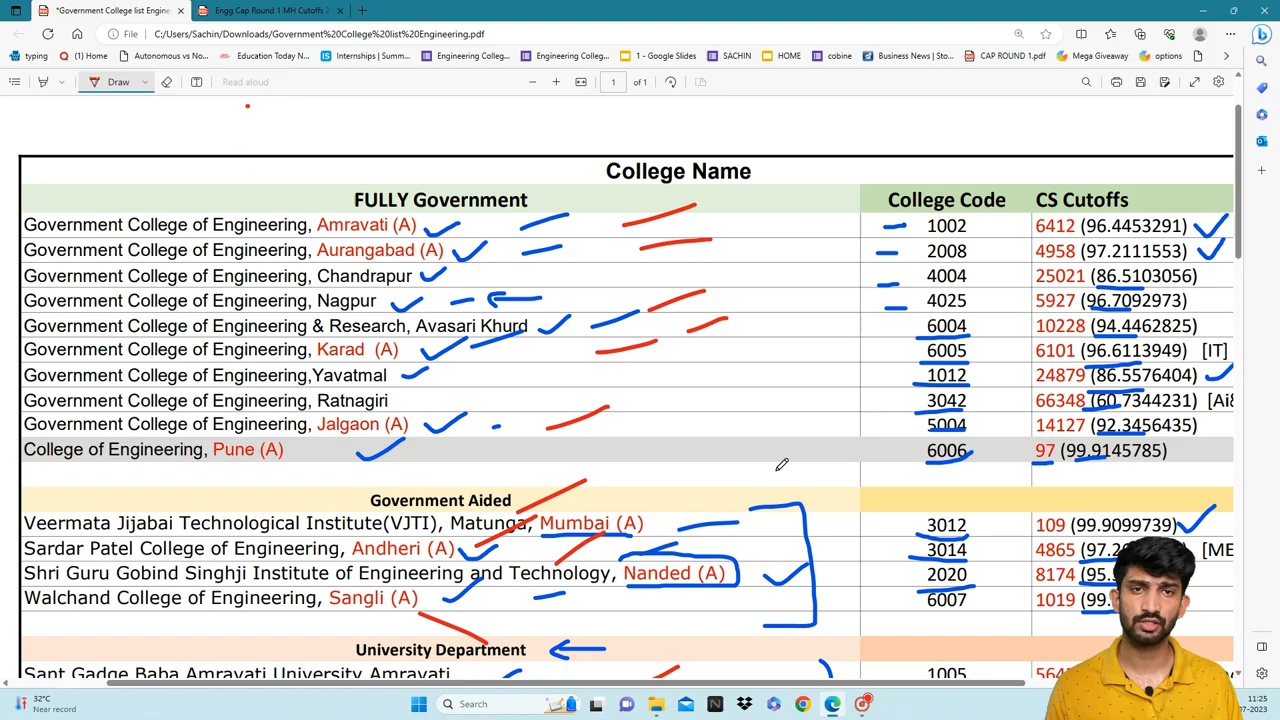 *Government College list Engine
Engg Cap Round 1 MH Cutoffs 2
File
C:/Users/Sachin/Downloads/Government%20College%20list%20Engineering.pdf
typing
(1) Home
Autonomous vs No...
Education Today N...
Internships | Summ...
Engineering Colleg...
Engineering Colleg...
1 - Google Slides
SACHIN
HOME
cobine
Business News | Sto...
CAP ROUND 1.pdf
Mega Giveaway
options
Draw
Read aloud
1 of 1
College Name
FULLY Government College Code CS Cutoffs
Government College of Engineering, Amravati (A) 1002 6412 (96.4453291)
Government College of Engineering, Aurangabad (A) 2008 4958 (97.2111553)
Government College of Engineering, Chandrapur 4004 25021 (86.5103056)
Government College of Engineering, Nagpur 4025 5927 (96.7092973)
Government College of Engineering & Research, Avasari Khurd 6004 10228 (94.4462825)
Government College of Engineering, Karad (A) 6005 6101 (96.6113949) [IT]
Government College of Engineering,Yavatmal 1012 24879 (86.5576404)
Government College of Engineering, Ratnagiri 3042 66348 (60.7344231) [Ai&
Government College of Engineering, Jalgaon (A) 5004 14127 (92.3456435)
College of Engineering, Pune (A) 6006 97 (99.9145785)
Government Aided
Veermata Jijabai Technological Institute(VJTI), Matunga, Mumbai (A) 3012 109 (99.9099739)
Sardar Patel College of Engineering, Andheri (A) 3014 4865 (97.2 [ME
Shri Guru Gobind Singhji Institute of Engineering and Technology, Nanded (A) 2020 8174 (95.
Walchand College of Engineering, Sangli (A) 6007 1019 (99.
University Department
Sant Gadge Baba Amravati University Amravati 1005 564
32°C
Near record
Search
11:25
07-2023